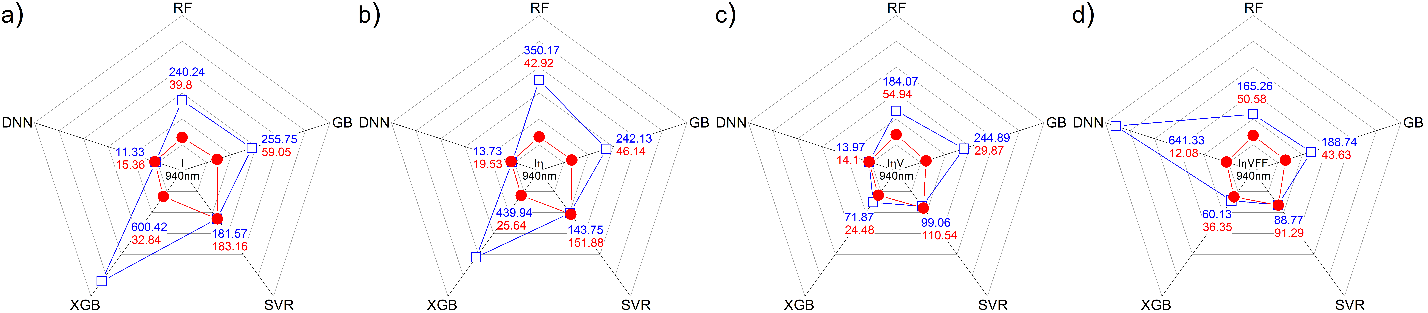 a)
RF
240.24
39.8
DNN
GB
11.33
15.36
I
940nm
255.75
59.05
600.42
32.84
181.57
183.16
XGB
SVR
b)
RF
350.17
42.92
DNN
GB
13.73
19.53
Iη
940nm
242.13
46.14
439.94
25.64
143.75
151.88
XGB
SVR
c)
RF
184.07
54.94
DNN
GB
13.97
14.1
IηV
940nm
244.89
29.87
71.87
24.48
99.06
110.54
XGB
SVR
d)
RF
165.26
50.58
DNN
GB
641.33
12.08
IηVFF
940nm
188.74
43.63
60.13
36.35
88.77
91.29
XGB
SVR